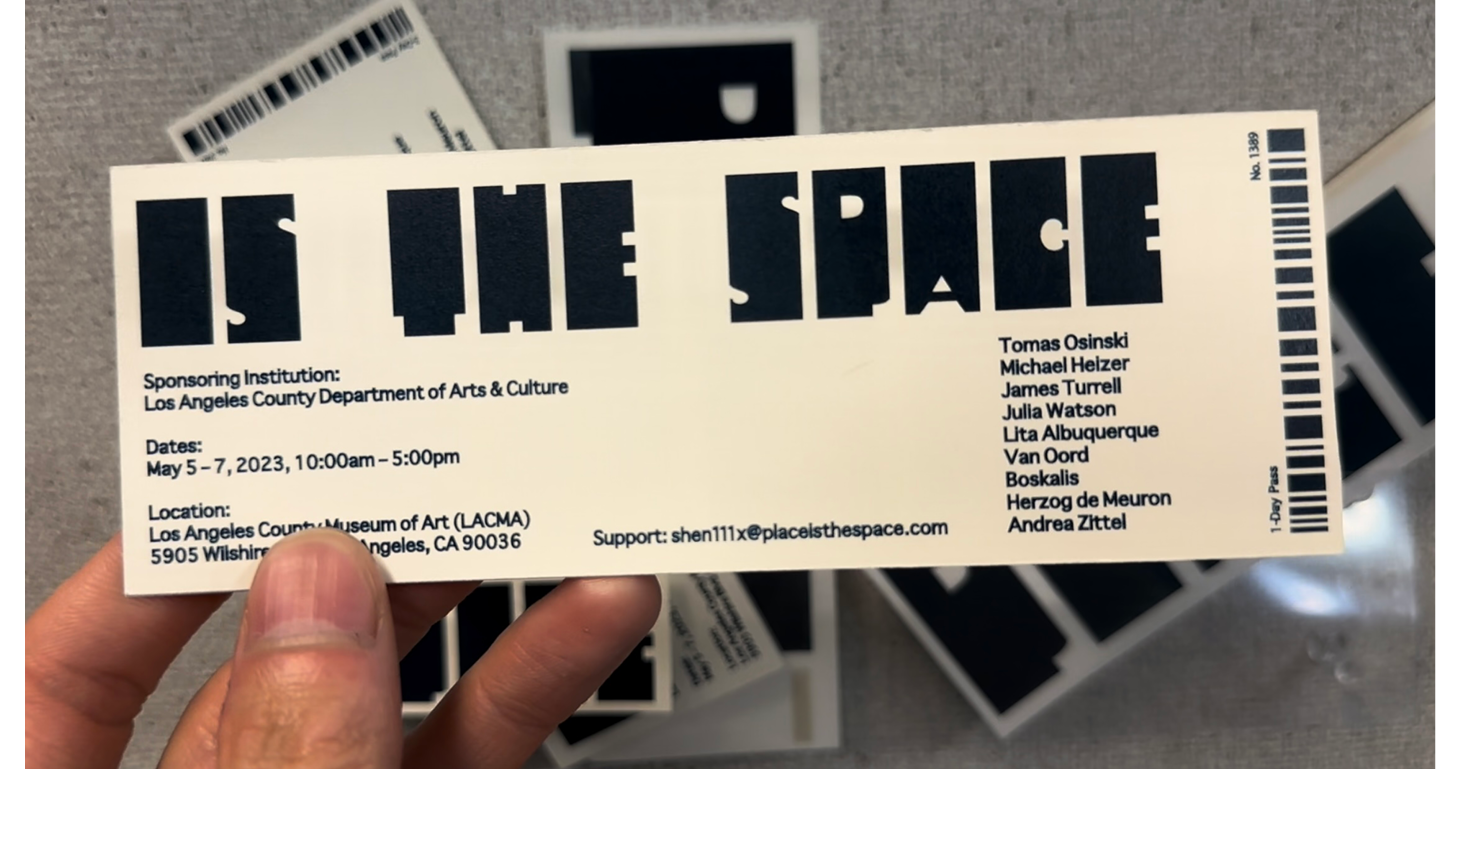 IS THE SPACE
Sponsoring Institution:
Los Angeles County Department of Arts & Culture
Dates:
May 5 – 7, 2023, 10:00am – 5:00pm
Location:
Los Angeles County Museum of Art (LACMA)
5905 Wilshire Angeles, CA 90036
Support: shen111x@placeisthespace.com
Tomas Osinski
Michael Heizer
James Turrell
Julia Watson
Lita Albuquerque
Van Oord
Boskalis
Herzog de Meuron
Andrea Zittel
No. 1389
1-Day Pass